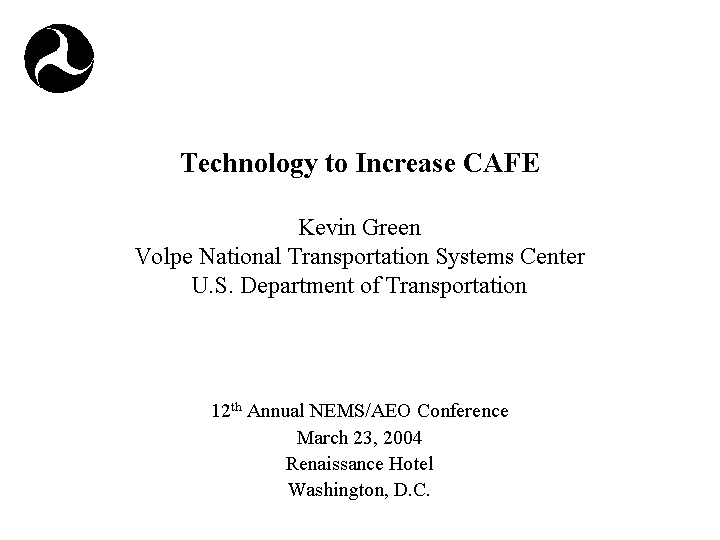 Technology to Increase CAFE
Kevin Green
Volpe National Transportation Systems Center
U.S. Department of Transportation
12th Annual NEMS/AEO Conference
March 23, 2004
Renaissance Hotel
Washington, D.C.